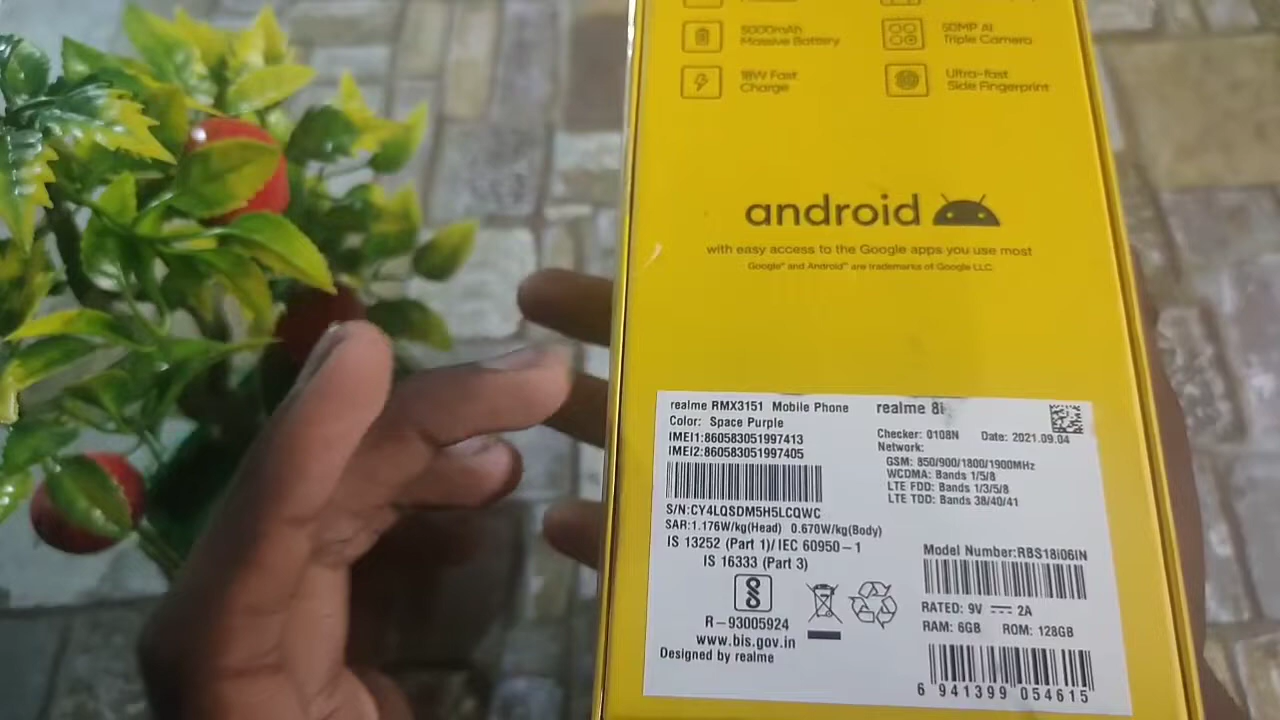 5000mAh
Massive Battery
50MP AI
Triple Camera
18W Fast
Charge
Ultra-fast
Side Fingerprint
android
with easy access to the Google apps you use most
Google™ and Android™ are trademarks of Google LLC.
realme RMX3151 Mobile Phone
Color: Space Purple
IMEI1:860583051997413
IMEI2:860583051997405
S/N:CY4LQSDM5H5LCQWC
SAR:1.176W/kg(Head) 0.670W/kg(Body)
IS 13252 (Part 1)/IEC 60950-1
IS 16333 (Part 3)
R-93005924
www.bis.gov.in
Designed by realme
realme 8i
Checker: 0108N Date: 2021.09.04
Network:
GSM: 850/900/1800/1900MHz
WCDMA: Bands 1/5/8
LTE FDD: Bands 1/3/5/8
LTE TDD: Bands 38/40/41
Model Number:RBS18i06IN
RATED: 9V ⎓ 2A
RAM: 6GB ROM: 128GB
6 941399 054615